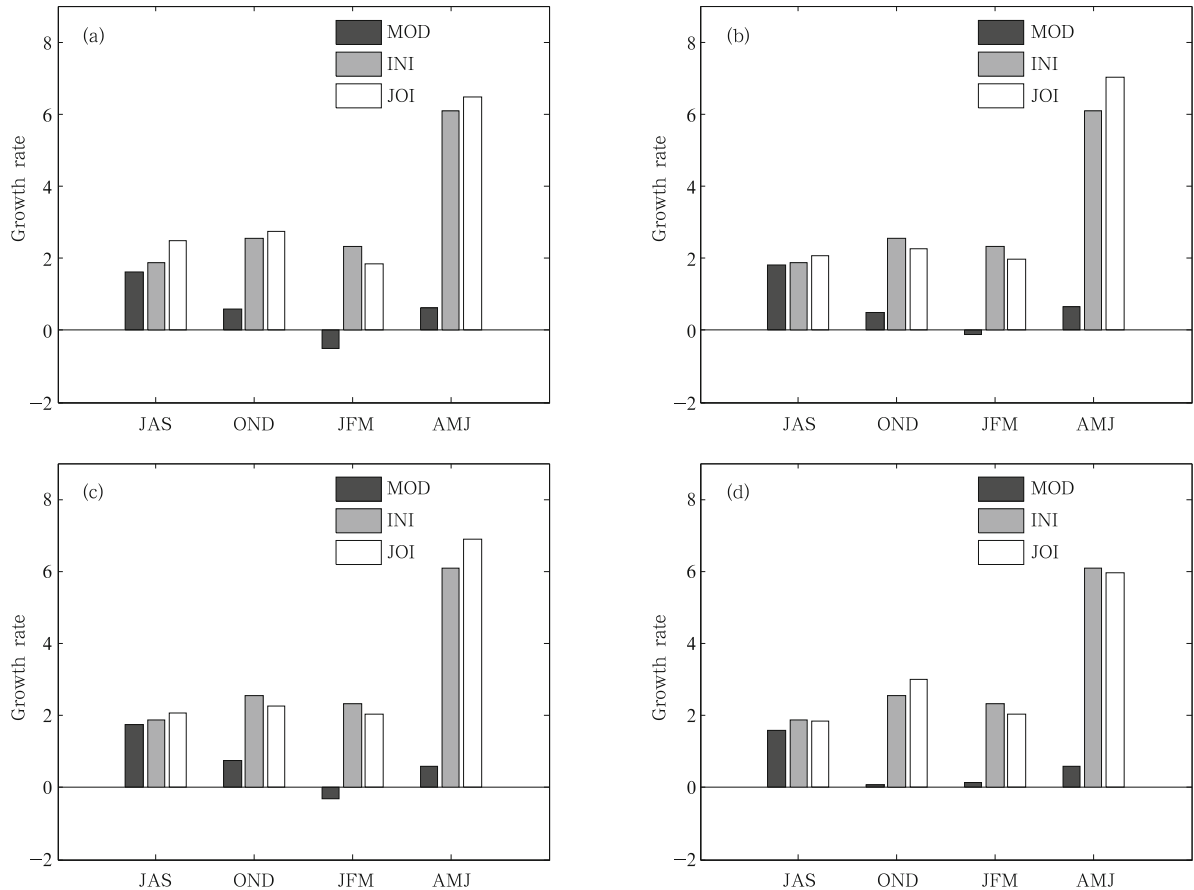 (a)
MOD
INI
JOI
Growth rate
8
6
4
2
0
−2
JAS OND JFM AMJ
(b)
MOD
INI
JOI
Growth rate
8
6
4
2
0
−2
JAS OND JFM AMJ
(c)
MOD
INI
JOI
Growth rate
8
6
4
2
0
−2
JAS OND JFM AMJ
(d)
MOD
INI
JOI
Growth rate
8
6
4
2
0
−2
JAS OND JFM AMJ